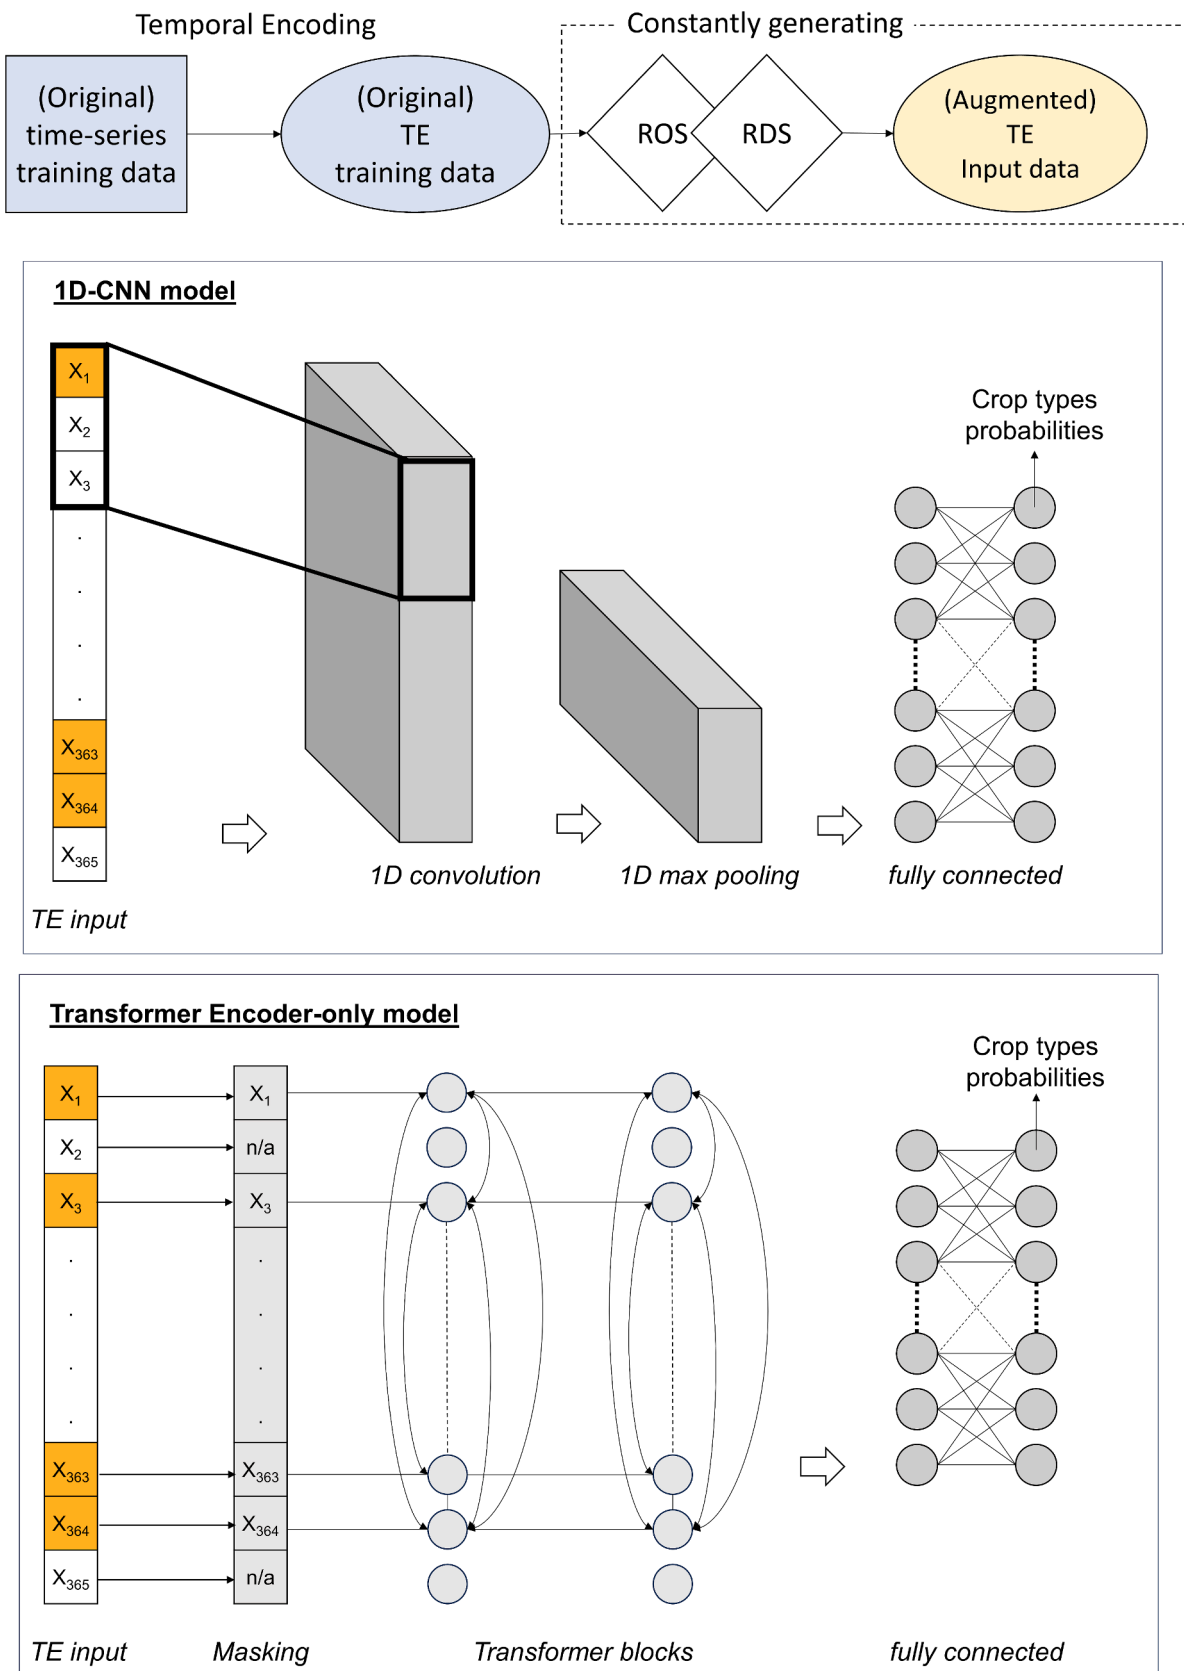 Temporal Encoding
Constantly generating
(Original)
time-series
training data
(Original)
TE
training data
ROS
RDS
(Augmented)
TE
Input data
1D-CNN model
X1
X2
X3
.
.
.
.
X363
X364
X365
TE input
1D convolution
1D max pooling
Crop types
probabilities
fully connected
Transformer Encoder-only model
X1
X2
X3
.
.
.
.
X363
X364
X365
TE input
X1
n/a
X3
.
.
.
.
X363
X364
n/a
Masking
Transformer blocks
Crop types
probabilities
fully connected